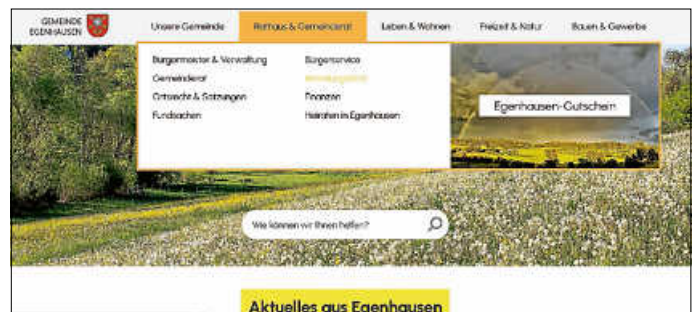 GEMEINDE
EGENHAUSEN
Unsere Gemeinde
Rathaus & Gemeinderat
Leben & Wohnen
Freizeit & Natur
Bauen & Gewerbe
Bürgermeister & Verwaltung
Gemeinderat
Ortsrecht & Satzungen
Fundsachen
Bürgerservice
Finanzen
Heiraten in Egenhausen
Egenhausen-Gutschein
Wie können wir Ihnen helfen?
Aktuelles aus Egenhausen